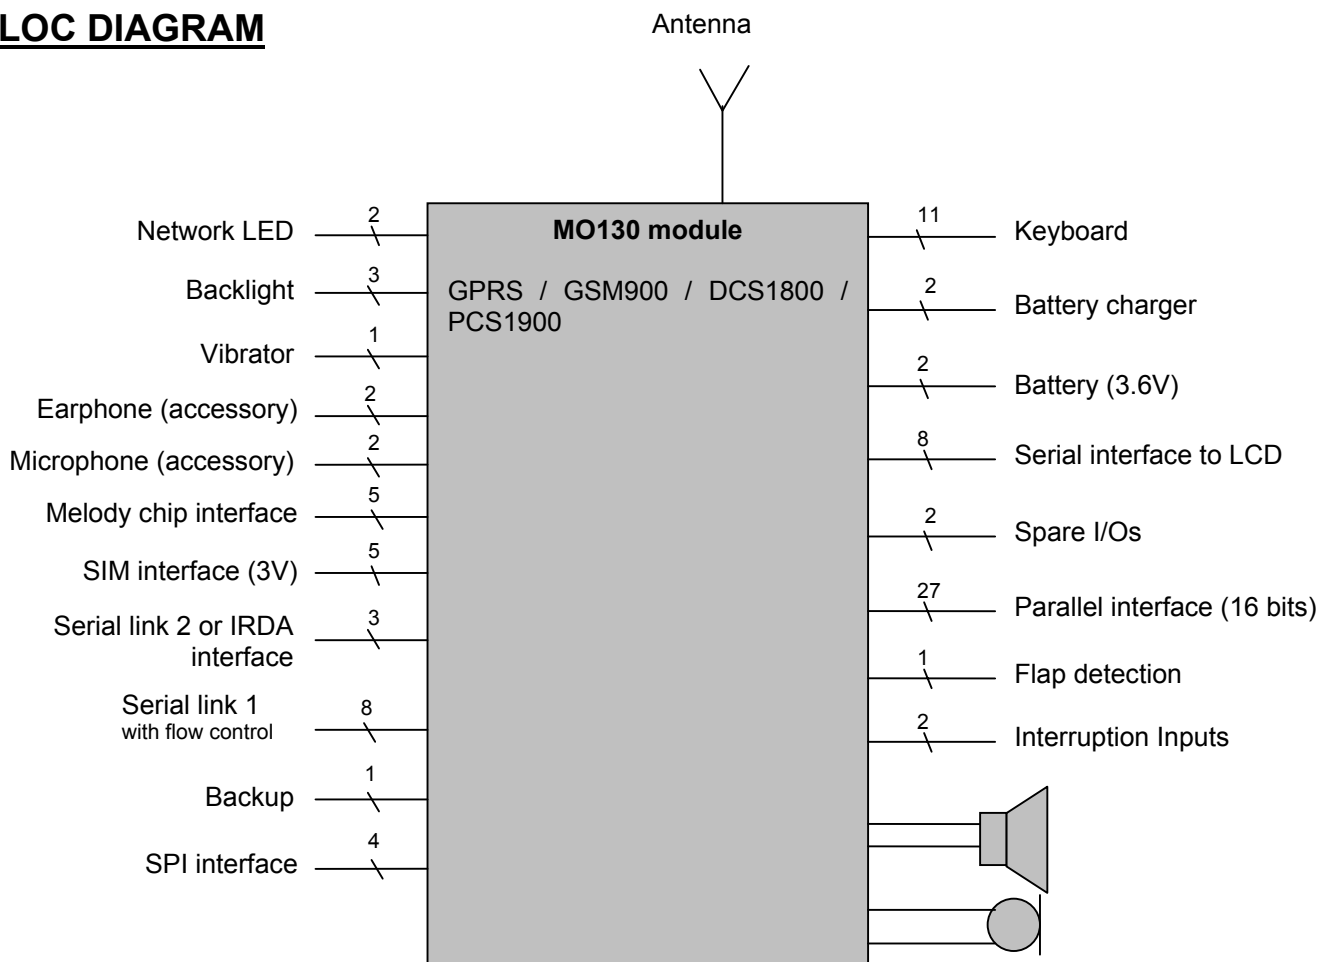 LOC DIAGRAM
Antenna
MO130 module
GPRS / GSM900 / DCS1800 /
PCS1900
2
Network LED
3
Backlight
1
Vibrator
2
Earphone (accessory)
2
Microphone (accessory)
5
Melody chip interface
5
SIM interface (3V)
3
Serial link 2 or IRDA
interface
8
Serial link 1
with flow control
1
Backup
4
SPI interface
11
Keyboard
2
Battery charger
2
Battery (3.6V)
8
Serial interface to LCD
2
Spare I/Os
27
Parallel interface (16 bits)
1
Flap detection
2
Interruption Inputs